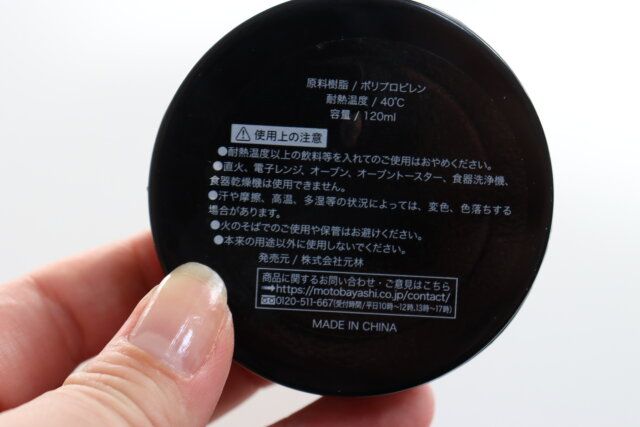 原料樹脂 / ポリプロピレン
耐熱温度 / 40℃
容量 / 120ml
⚠使用上の注意
●耐熱温度以上の飲料等を入れてのご使用はおやめください。
●直火、電子レンジ、オーブン、オーブントースター、食器洗浄機、
食器乾燥機は使用できません。
●汗や摩擦、高温、多湿等の状況によっては、変色、色落ちする
場合があります。
●火のそばでのご使用や保管はお避けください。
●本来の用途以外に使用しないでください。
発売元 / 株式会社元林
商品に関するお問い合わせ・ご意見はこちら
➡https://motobayashi.co.jp/contact/
0120-511-667(受付時間/平日10時~12時,13時~17時)
MADE IN CHINA